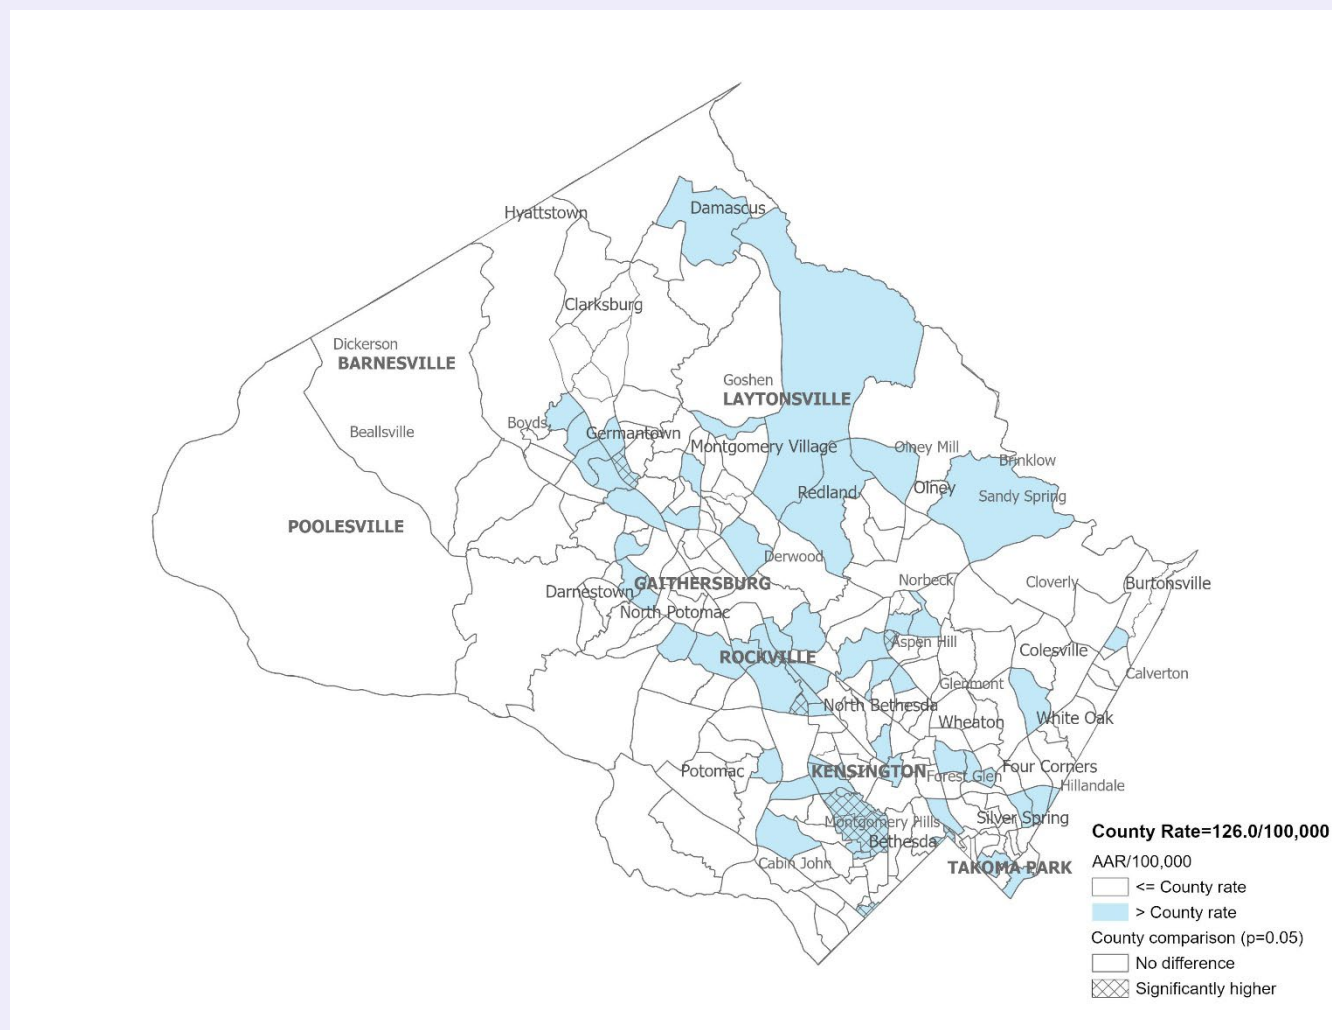 Damascus
Hyattstown
Clarksburg
Dickerson
BARNESVILLE
Goshen
LAYTONSVILLE
Boyds
Beallsville
Germantown
Montgomery Village
Olney Mill
Brinklow
Redland
Olney
Sandy Spring
POOLESVILLE
Derwood
GAITHERSBURG
Norbeck
Cloverly
Burtonsville
Darnestown
North Potomac
Aspen Hill
Colesville
ROCKVILLE
Glenmont
Calverton
North Bethesda
Wheaton
White Oak
Potomac
KENSINGTON
Forest Glen
Four Corners
Hillandale
Montgomery Hills
Silver Spring
Bethesda
Cabin John
TAKOMA PARK
County Rate=126.0/100,000
AAR/100,000
<= County rate
> County rate
County comparison (p=0.05)
No difference
Significantly higher